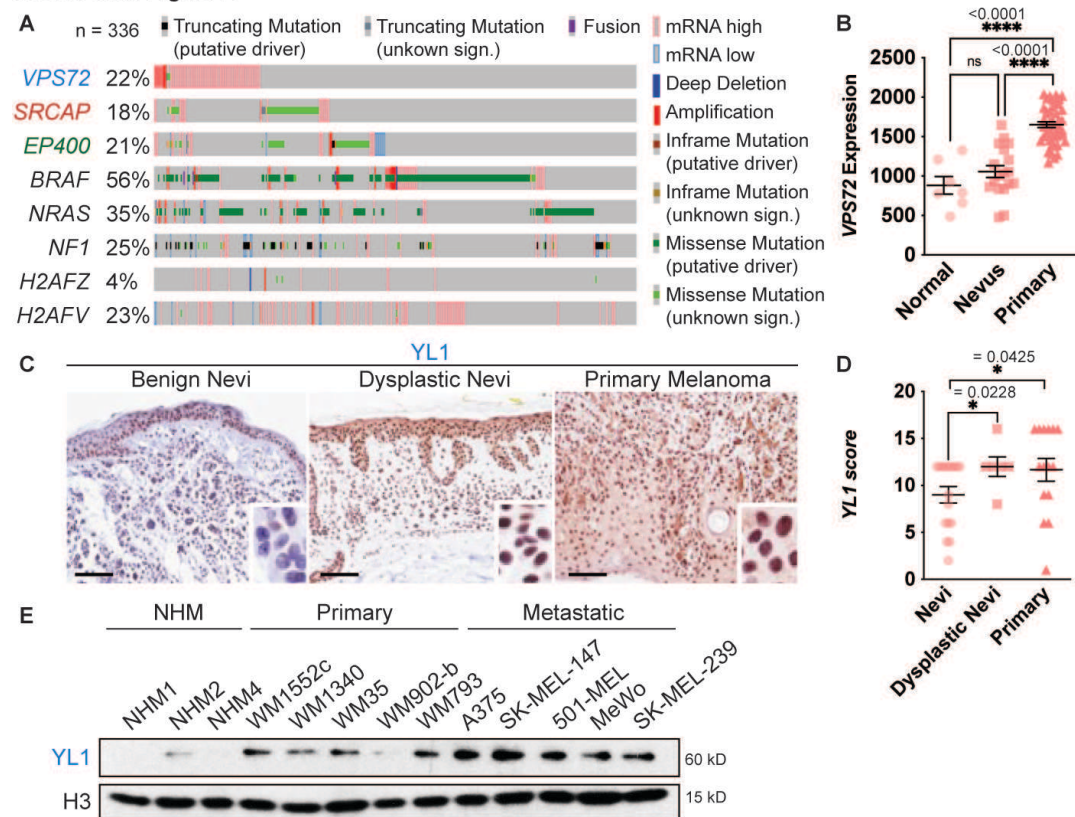 A
n = 336
Truncating Mutation
(putative driver)
Truncating Mutation
(unkown sign.)
Fusion
mRNA high
mRNA low
Deep Deletion
Amplification
Inframe Mutation
(putative driver)
Inframe Mutation
(unknown sign.)
Missense Mutation
(putative driver)
Missense Mutation
(unknown sign.)
VPS72 22%
SRCAP 18%
EP400 21%
BRAF 56%
NRAS 35%
NF1 25%
H2AFZ 4%
H2AFV 23%
B
<0.0001
****
<0.0001
ns
****
VPS72 Expression
2500
2000
1500
1000
500
0
Normal
Nevus
Primary
C
YL1
Benign Nevi
Dysplastic Nevi
Primary Melanoma
D
= 0.0425
*
= 0.0228
*
YL1 score
20
15
10
5
0
Nevi
Dysplastic Nevi
Primary
E
NHM
Primary
Metastatic
NHM1
NHM2
NHM4
WM1552c
WM1340
WM35
WM902-b
WM793
A375
SK-MEL-147
501-MEL
MeWo
SK-MEL-239
YL1
60 kD
H3
15 kD